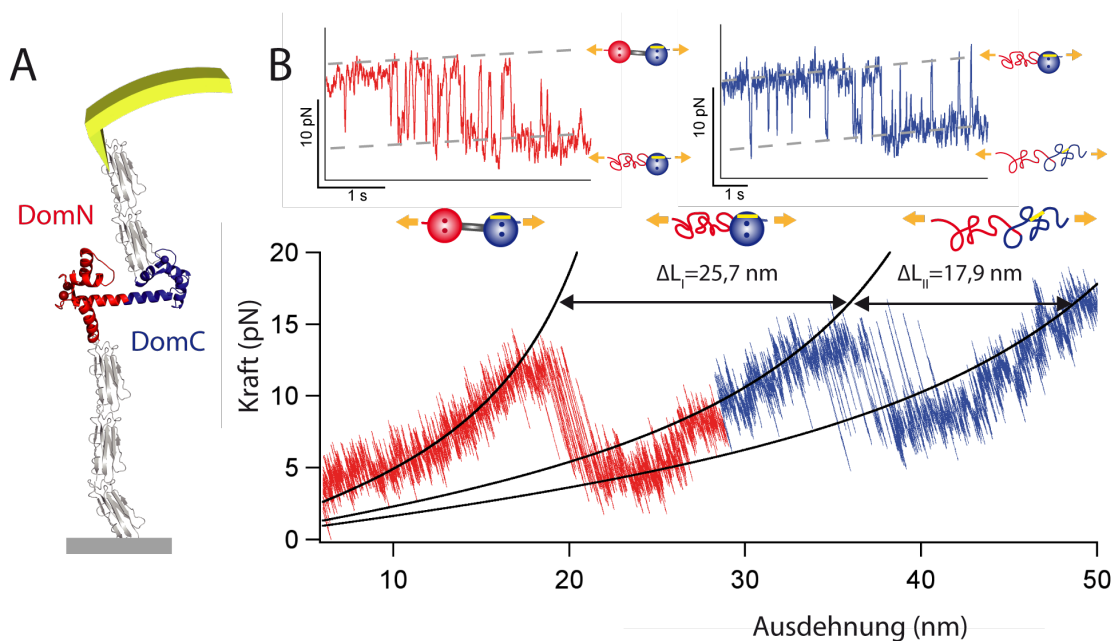 A
DomN
DomC
B
10 pN
1 s
10 pN
1 s
ΔL_I=25,7 nm
ΔL_II=17,9 nm
Kraft (pN)
20
15
10
5
0
10
20
30
40
50
Ausdehnung (nm)